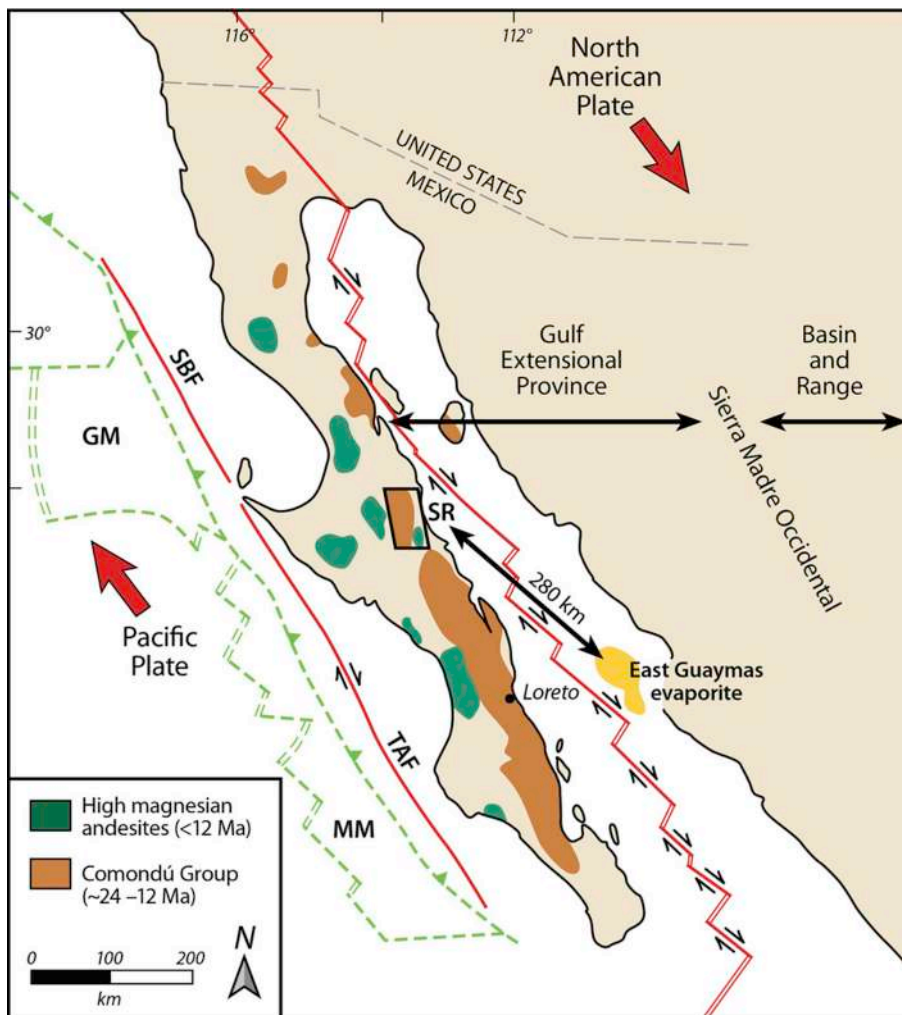 116°
112°
North
American
Plate
UNITED STATES
MEXICO
30°
SBF
GM
Gulf
Extensional
Province
Basin
and
Range
Sierra Madre Occidental
SR
280 km
Pacific
Plate
East Guaymas
evaporite
Loreto
TAF
MM
High magnesian
andesites (<12 Ma)
Comondú Group
(~24 –12 Ma)
N
0 100 200
km